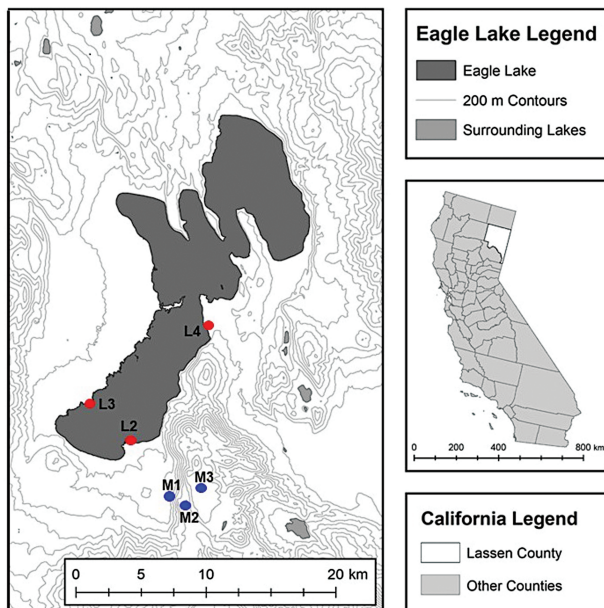 L4
L3
L2
M1
M3
M2
0 5 10 20 km
Eagle Lake Legend
Eagle Lake
200 m Contours
Surrounding Lakes
0 200 400 800 km
California Legend
Lassen County
Other Counties